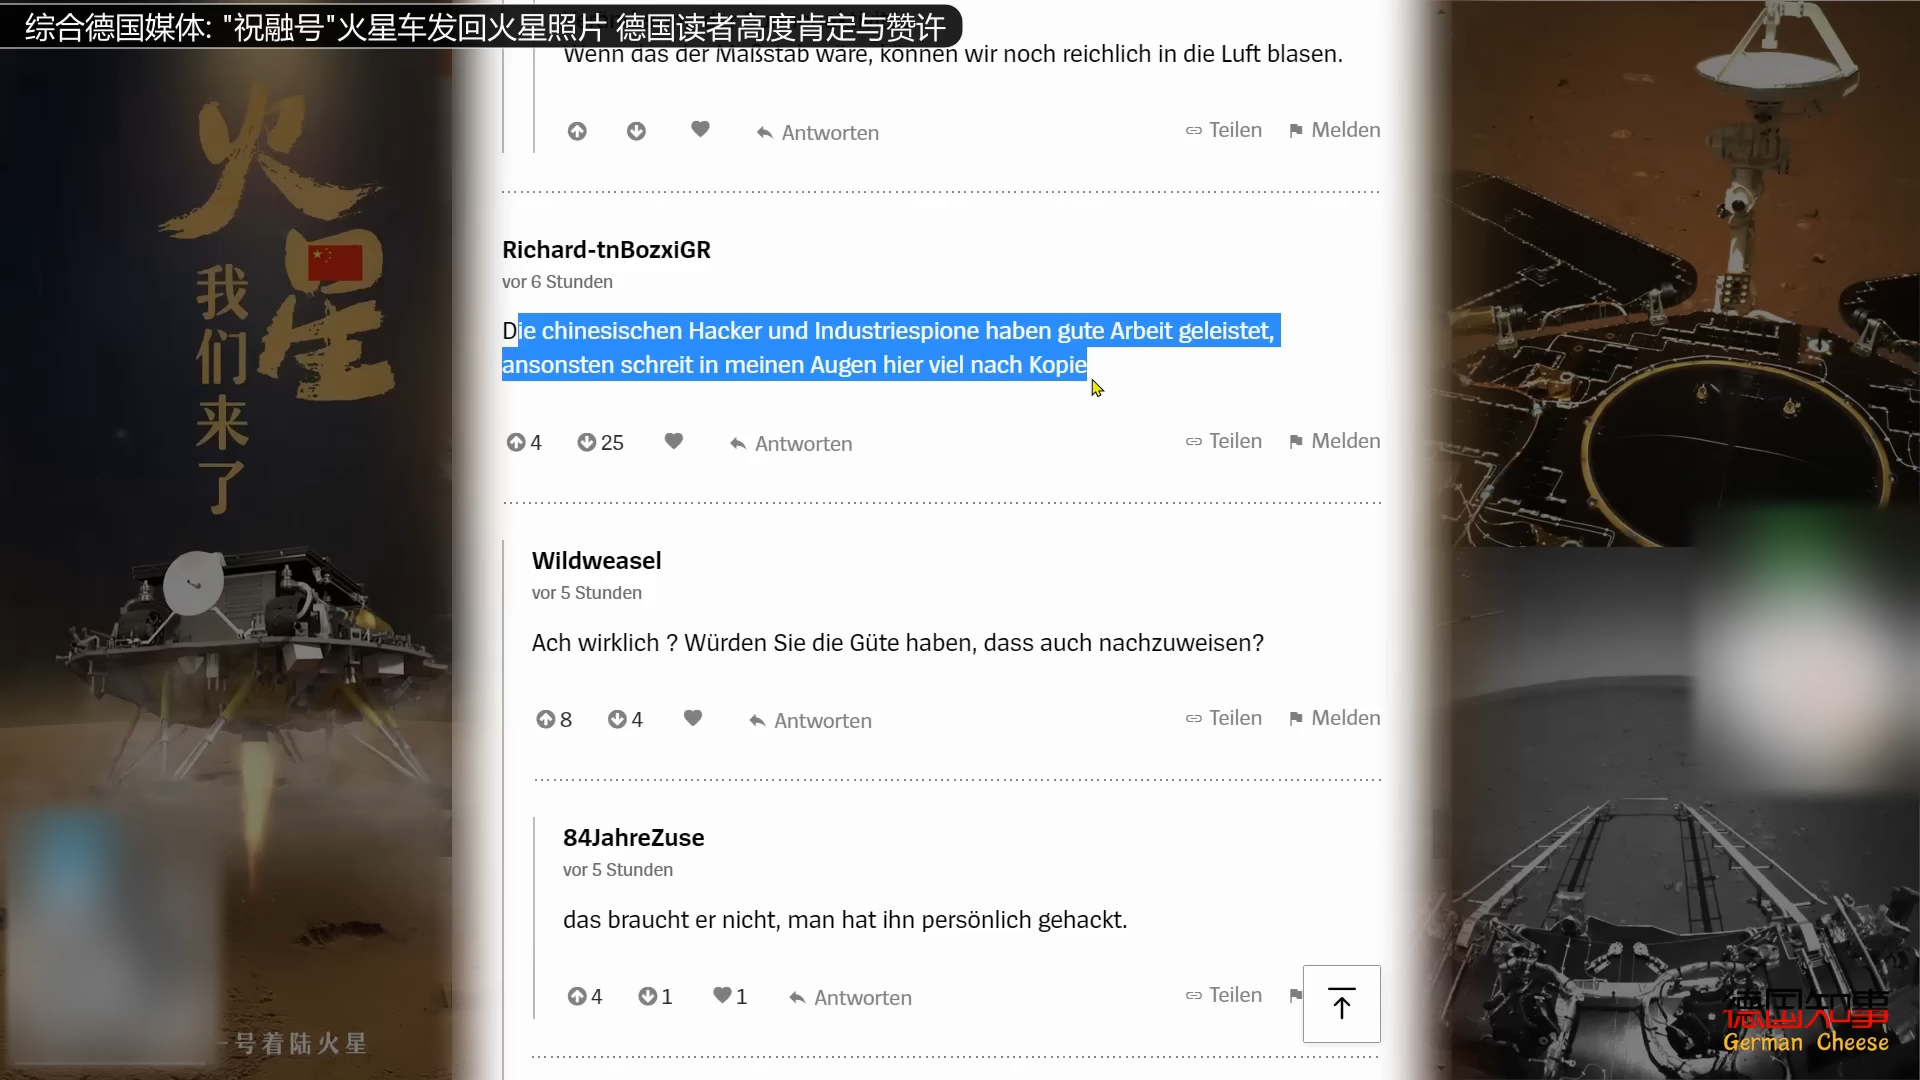 综合德国媒体: "祝融号"火星车发回火星照片 德国读者高度肯定与赞许
Wenn das der Maßstab wäre, können wir noch reichlich in die Luft blasen.
Antworten
Teilen
Melden
火星
我们来了
Richard-tnBozxiGR
vor 6 Stunden
Die chinesischen Hacker und Industriespione haben gute Arbeit geleistet,
ansonsten schreit in meinen Augen hier viel nach Kopie
4
25
Antworten
Teilen
Melden
Wildweasel
vor 5 Stunden
Ach wirklich ? Würden Sie die Güte haben, dass auch nachzuweisen?
8
4
Antworten
Teilen
Melden
84JahreZuse
vor 5 Stunden
das braucht er nicht, man hat ihn persönlich gehackt.
4
1
1
Antworten
Teilen
一号着陆火星
德国知事
German Cheese